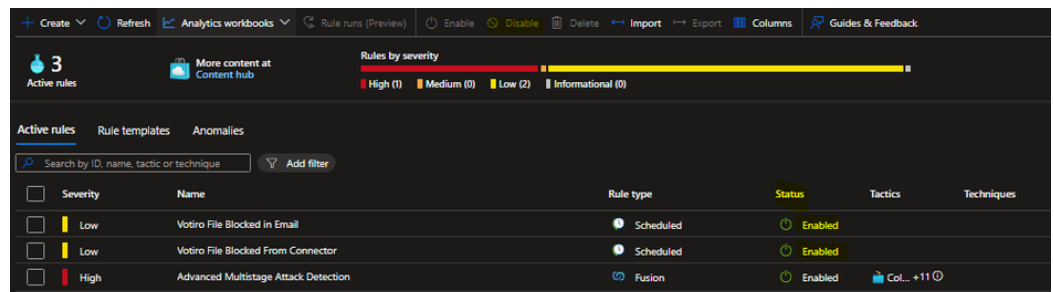 Create Refresh Analytics workbooks Rule runs (Preview) Enable Disable Delete Import Export Columns Guides & Feedback
3
Active rules
More content at
Content hub
Rules by severity
High (1) Medium (0) Low (2) Informational (0)
Active rules Rule templates Anomalies
Search by ID, name, tactic or technique Add filter
Severity Name Rule type Status Tactics Techniques
Low Votiro File Blocked in Email Scheduled Enabled
Low Votiro File Blocked From Connector Scheduled Enabled
High Advanced Multistage Attack Detection Fusion Enabled Col... +11